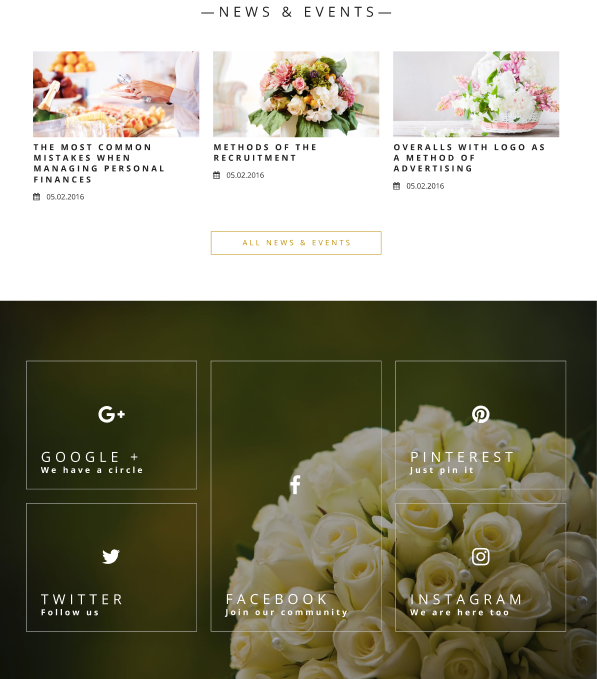 —NEWS & EVENTS—
THE MOST COMMON
MISTAKES WHEN
MANAGING PERSONAL
FINANCES
05.02.2016
METHODS OF THE
RECRUITMENT
05.02.2016
OVERALLS WITH LOGO AS
A METHOD OF
ADVERTISING
05.02.2016
ALL NEWS & EVENTS
G+
GOOGLE +
We have a circle
TWITTER
Follow us
f
FACEBOOK
Join our community
PINTEREST
Just pin it
INSTAGRAM
We are here too